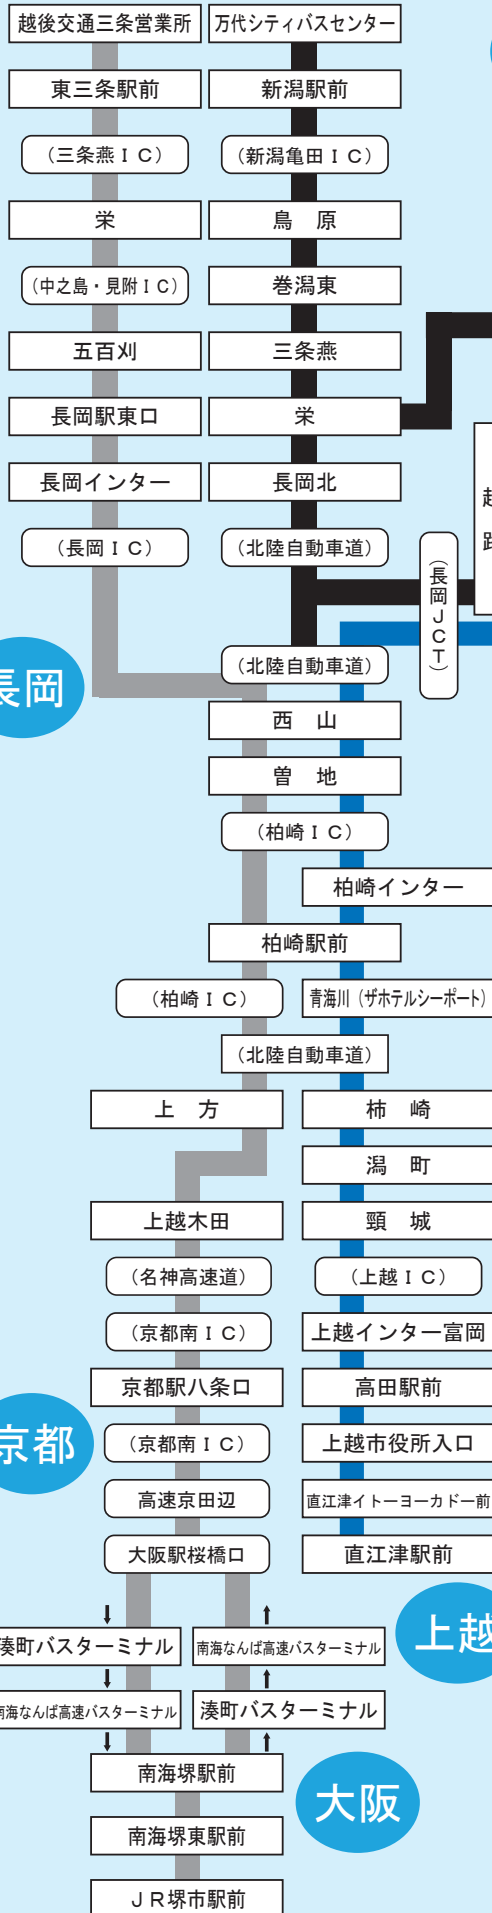 越後交通三条営業所
東三条駅前
（三条燕ＩＣ）
栄
（中之島・見附ＩＣ）
五百刈
長岡駅東口
長岡インター
（長岡ＩＣ）
万代シティバスセンター
新潟駅前
（新潟亀田ＩＣ）
鳥　原
巻潟東
三条燕
栄
長岡北
（北陸自動車道）
（長岡ＪＣＴ）
（北陸自動車道）
長岡
西　山
曽　地
（柏崎ＩＣ）
柏崎インター
柏崎駅前
（柏崎ＩＣ）
青海川（ザホテルシーポート）
（北陸自動車道）
上　方
柿　崎
潟　町
上越木田
頸　城
（名神高速道）
（上越ＩＣ）
（京都南ＩＣ）
上越インター富岡
京都駅八条口
高田駅前
京都
（京都南ＩＣ）
上越市役所入口
高速京田辺
直江津イトーヨーカドー前
大阪駅桜橋口
直江津駅前
上越
湊町バスターミナル
南海なんば高速バスターミナル
南海なんば高速バスターミナル
湊町バスターミナル
南海堺駅前
大阪
南海堺東駅前
ＪＲ堺市駅前